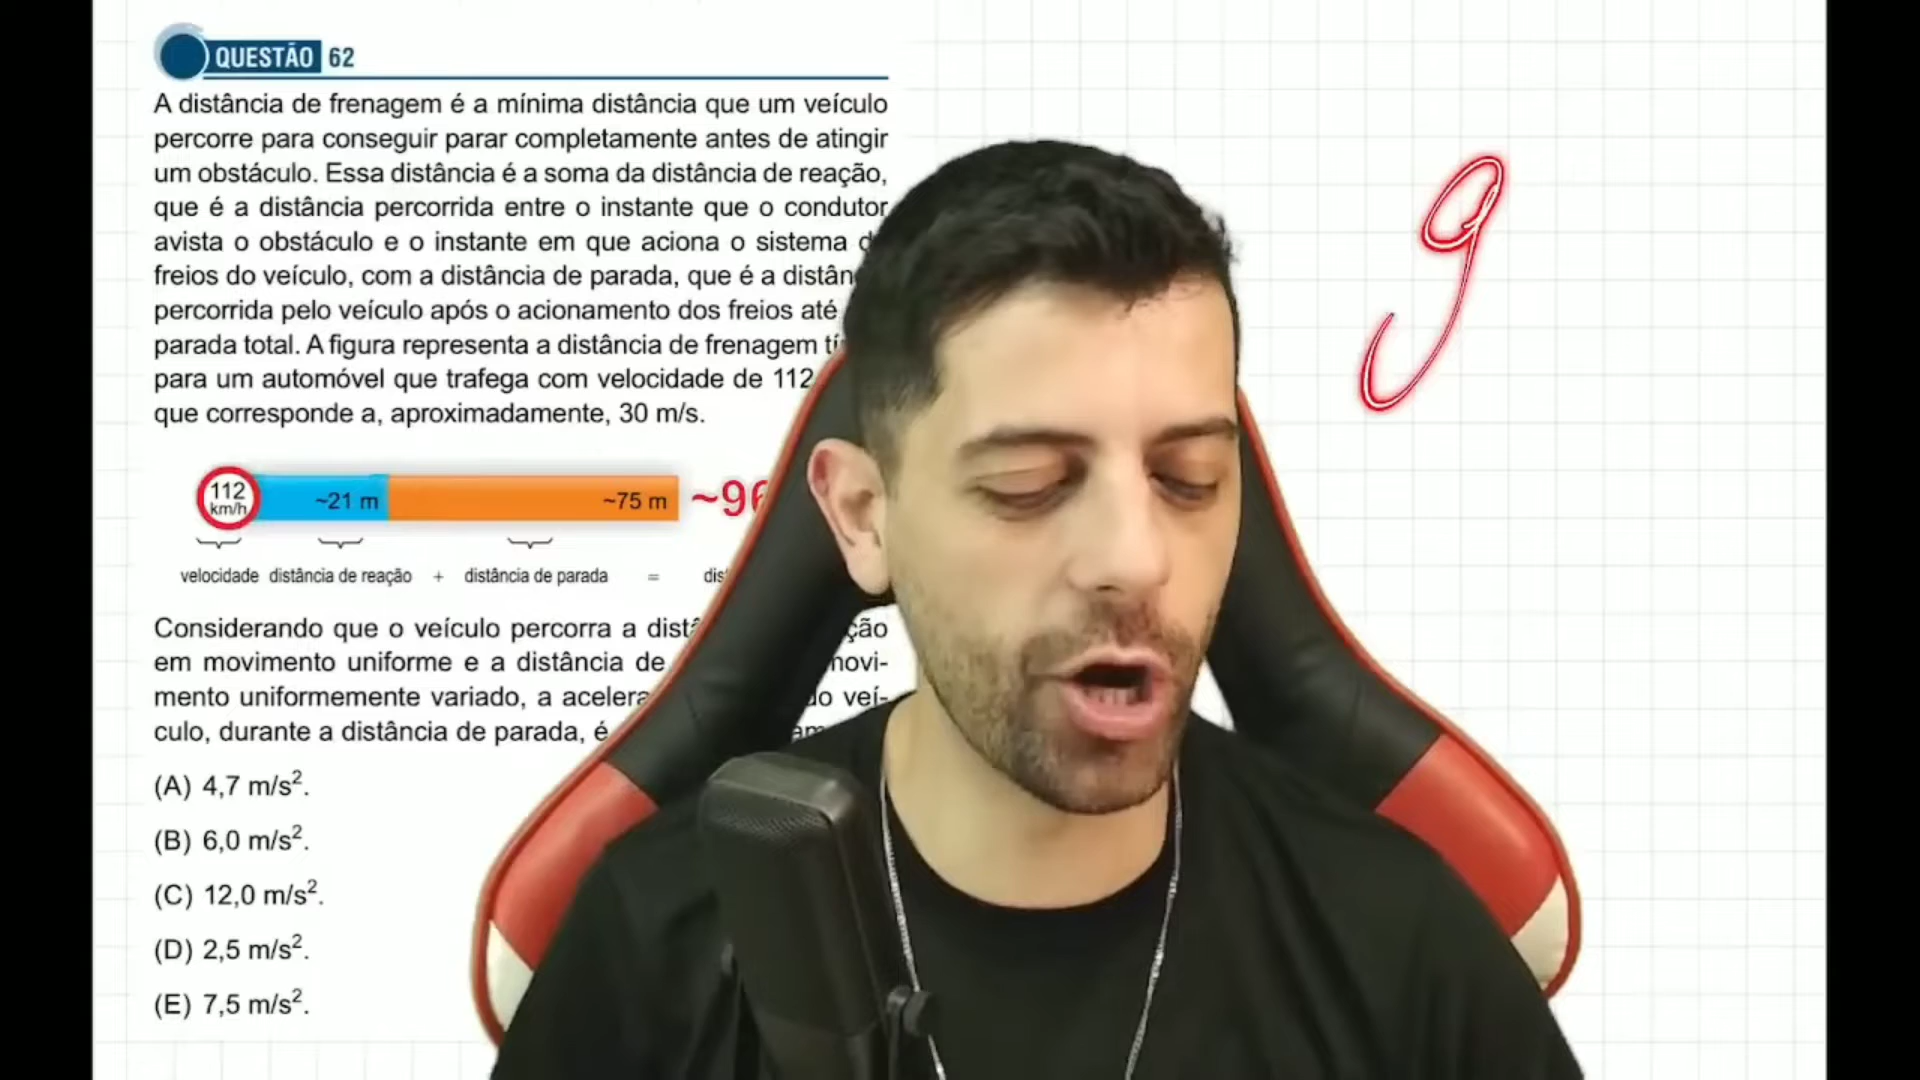 QUESTÃO 62
A distância de frenagem é a mínima distância que um veículo
percorre para conseguir parar completamente antes de atingir
um obstáculo. Essa distância é a soma da distância de reação,
que é a distância percorrida entre o instante que o condutor
avista o obstáculo e o instante em que aciona o sistema
freios do veículo, com a distância de parada, que é a
percorrida pelo veículo após o acionamento dos freios até
parada total. A figura representa a distância de frenagem
para um automóvel que trafega com velocidade de 112
que corresponde a, aproximadamente, 30 m/s.
112 km/h ~21 m ~75 m ~96
velocidade distância de reação + distância de parada =
Considerando que o veículo percorra a
em movimento uniforme e a distância de movi-
mento uniformemente variado, a veí-
culo, durante a distância de parada, é
(A) 4,7 m/s².
(B) 6,0 m/s².
(C) 12,0 m/s².
(D) 2,5 m/s².
(E) 7,5 m/s².
g